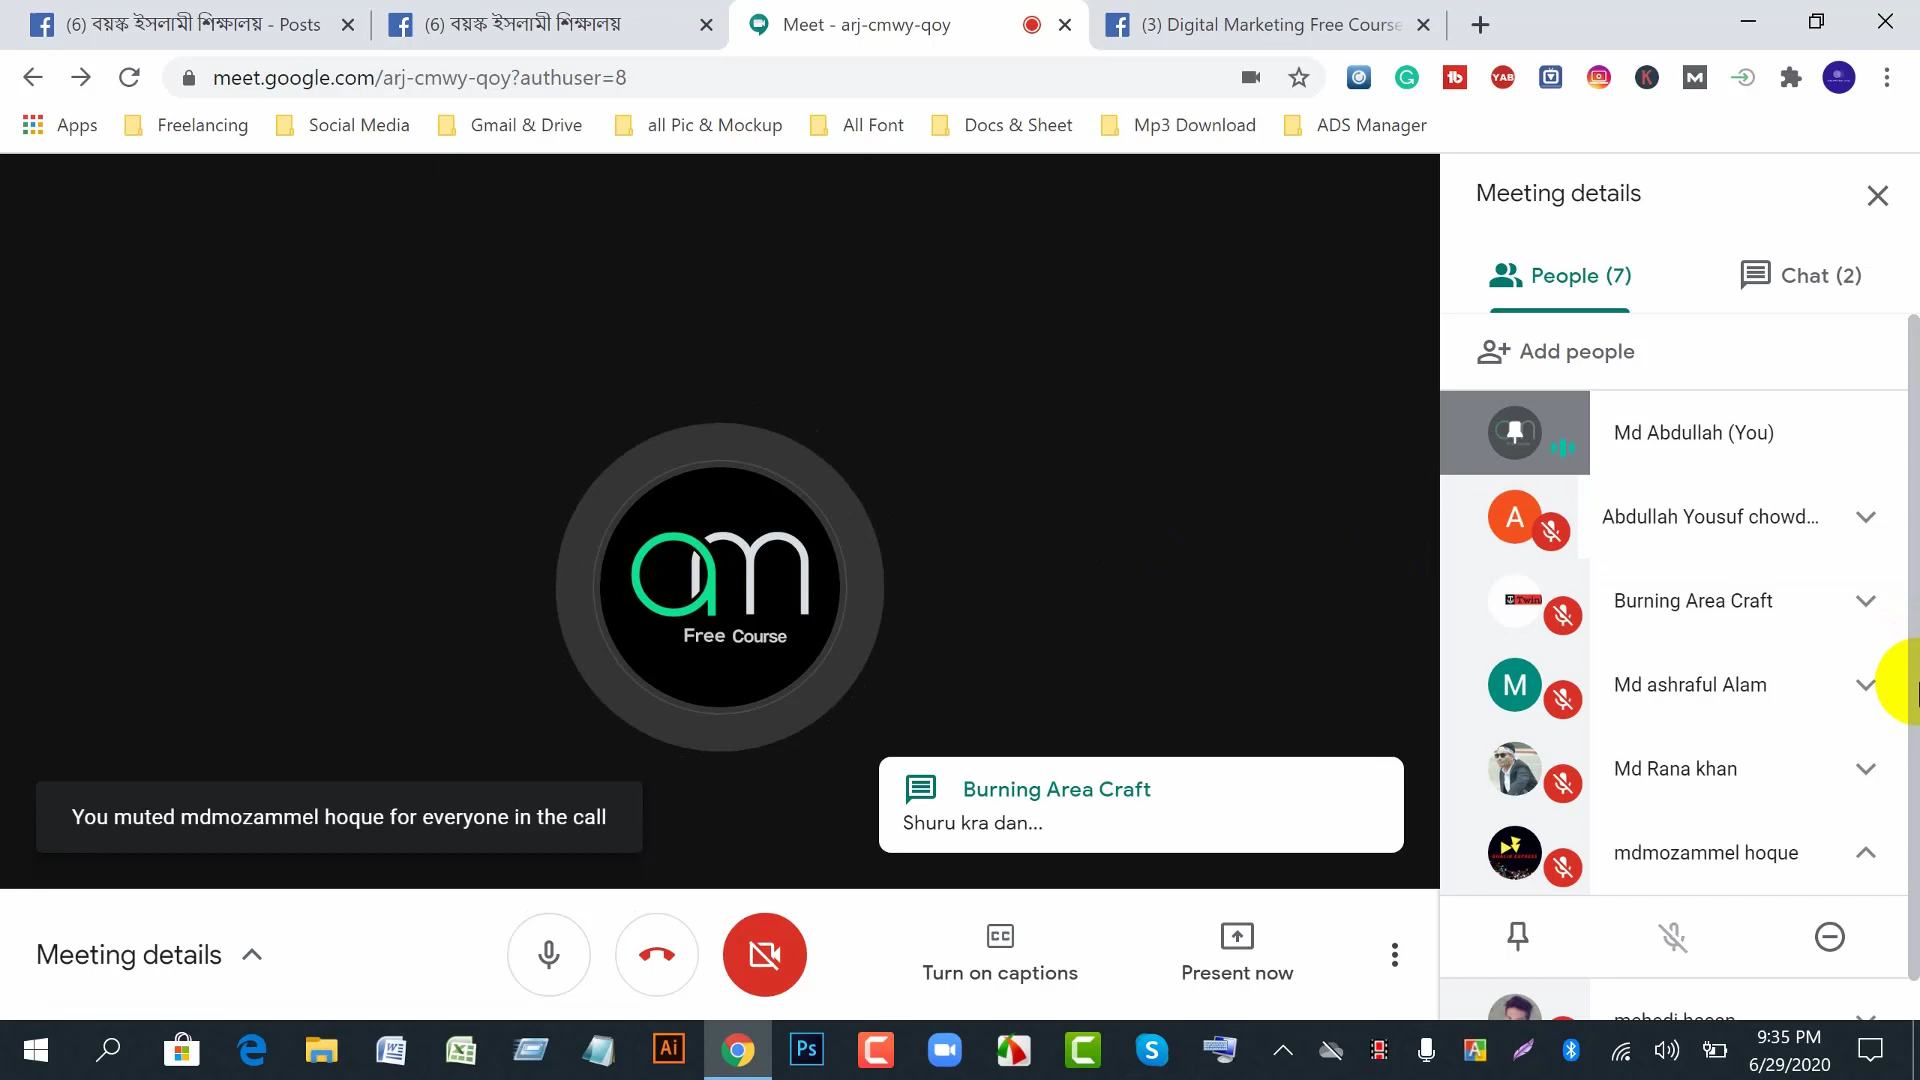 (6) বয়স্ক ইসলামী শিক্ষালয় - Posts
(6) বয়স্ক ইসলামী শিক্ষালয়
Meet - arj-cmwy-qoy
(3) Digital Marketing Free Course
meet.google.com/arj-cmwy-qoy?authuser=8
Apps
Freelancing
Social Media
Gmail & Drive
all Pic & Mockup
All Font
Docs & Sheet
Mp3 Download
ADS Manager
Meeting details
People (7)
Chat (2)
Add people
Md Abdullah (You)
A
Abdullah Yousuf chowd...
Twin
Burning Area Craft
M
Md ashraful Alam
Md Rana khan
mdmozammel hoque
am
Free Course
You muted mdmozammel hoque for everyone in the call
Burning Area Craft
Shuru kra dan...
Meeting details
Turn on captions
Present now
9:35 PM
6/29/2020